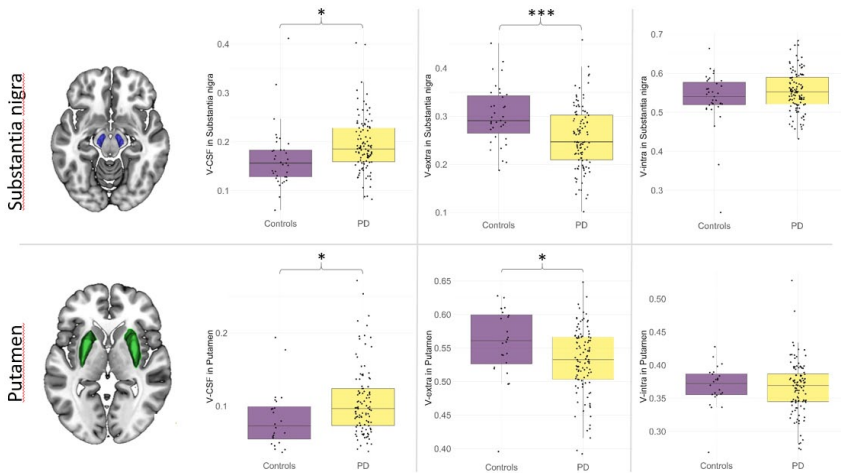 Substantia nigra
*
V-CSF in Substantia nigra
0.4
0.3
0.2
0.1
Controls
PD
***
V-extra in Substantia nigra
0.4
0.3
0.2
0.1
Controls
PD
V-intra in Substantia nigra
0.7
0.6
0.5
0.3
Controls
PD
Putamen
*
V-CSF in Putamen
0.2
0.1
Controls
PD
*
V-extra in Putamen
0.65
0.60
0.55
0.50
0.45
0.40
Controls
PD
V-intra in Putamen
0.50
0.45
0.40
0.35
0.30
Controls
PD